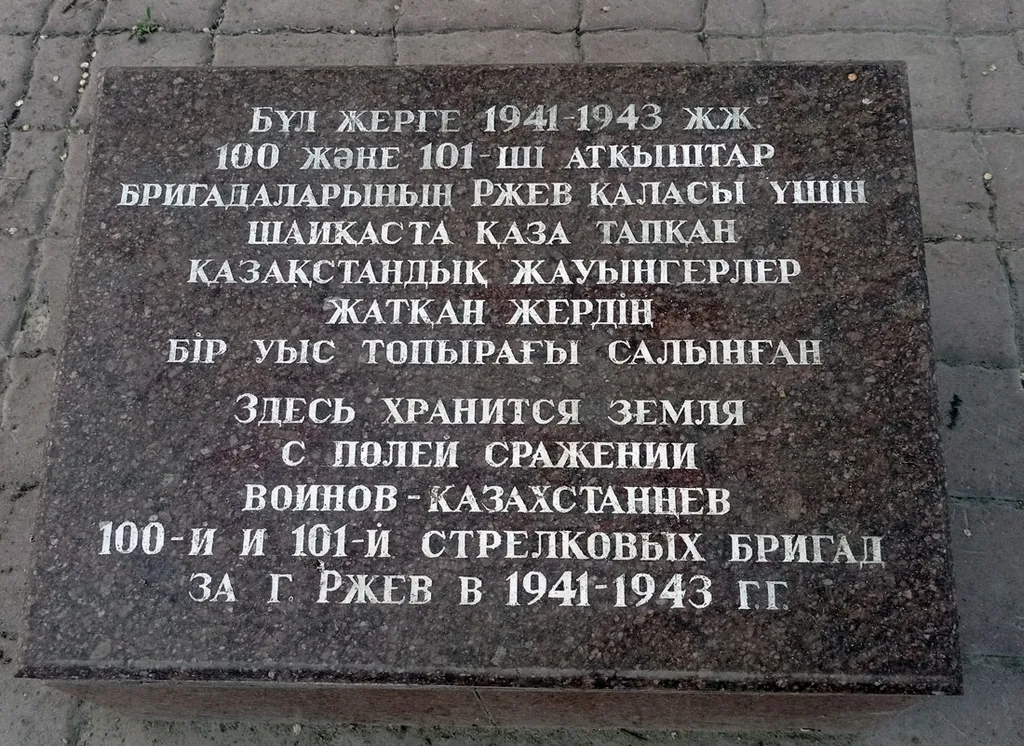 Бұл жерге 1941-1943 ж.ж.
100 және 101-ші атқыштар
бригадаларының Ржев қаласы үшін
шайқаста қаза тапқан
қазақстандық жауынгерлер
жатқан жердің
бір уыс топырағы салынған
Здесь хранится земля
с полей сражений
воинов-казахстанцев
100-й и 101-й стрелковых бригад
за г. Ржев в 1941-1943 г.г.